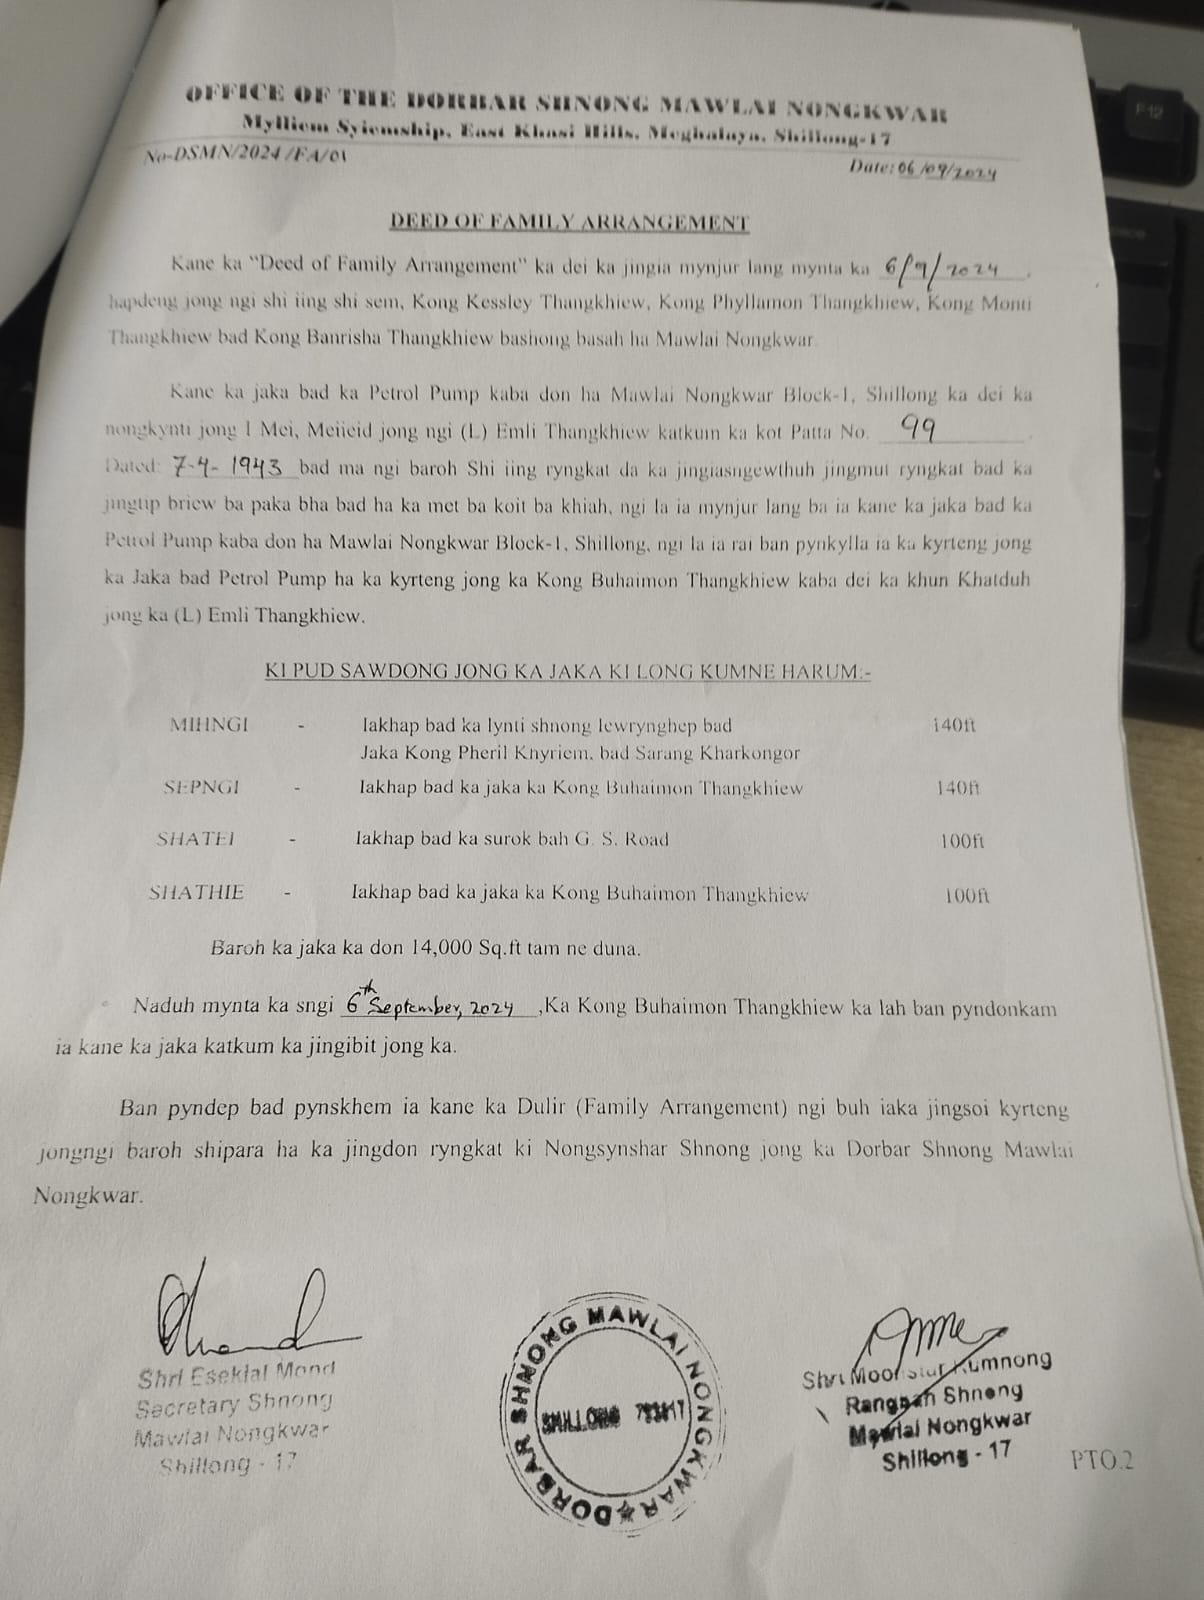 OFFICE OF THE DORBAR SHNONG MAWLAI NONGKWAR
Mylliem Syiemship, East Khasi Hills, Meghalaya, Shillong-17
No-DSMN/2024/FA/01
Date: 06/09/2024
DEED OF FAMILY ARRANGEMENT
Kane ka "Deed of Family Arrangement" ka dei ka jingia mynjur lang mynta ka 6/9/2024,
hapdeng jong ngi shi iing shi sem, Kong Kessley Thangkhiew, Kong Phyllamon Thangkhiew, Kong Monti
Thangkhiew bad Kong Banrisha Thangkhiew bashong basah ha Mawlai Nongkwar.
Kane ka jaka bad ka Petrol Pump kaba don ha Mawlai Nongkwar Block-1, Shillong ka dei ka
nongkynti jong I Mei, Meiieid jong ngi (L) Emli Thangkhiew katkum ka kot Patta No. 99
Dated: 7-4-1943 bad ma ngi baroh Shi iing ryngkat da ka jingiasngewthuh jingmut ryngkat bad ka
jingtip briew ba paka bha bad ha ka met ba koit ba khiah, ngi la ia mynjur lang ba ia kane ka jaka bad ka
Petrol Pump kaba don ha Mawlai Nongkwar Block-1, Shillong, ngi la ia rai ban pynkylla ia ka kyrteng jong
ka Jaka bad Petrol Pump ha ka kyrteng jong ka Kong Buhaimon Thangkhiew kaba dei ka khun Khatduh
jong ka (L) Emli Thangkhiew.
KI PUD SAWDONG JONG KA JAKA KI LONG KUMNE HARUM:-
MIHNGI - Iakhap bad ka lynti shnong lewrynghep bad 140ft
Jaka Kong Pheril Khyriem, bad Sarang Kharkongor
SEPNGI - Iakhap bad ka jaka ka Kong Buhaimon Thangkhiew 140ft
SHATEI - Iakhap bad ka surok bah G. S. Road 100ft
SHATHIE - Iakhap bad ka jaka ka Kong Buhaimon Thangkhiew 100ft
Baroh ka jaka ka don 14,000 Sq.ft tam ne duna.
Naduh mynta ka sngi 6th September, 2024 ,Ka Kong Buhaimon Thangkhiew ka lah ban pyndonkam
ia kane ka jaka katkum ka jingibit jong ka.
Ban pyndep bad pynskhem ia kane ka Dulir (Family Arrangement) ngi buh iaka jingsoi kyrteng
jongngi baroh shipara ha ka jingdon ryngkat ki Nongsynshar Shnong jong ka Dorbar Shnong Mawlai
Nongkwar.
Shri Esekial Mond
Secretary Shnong
Mawlai Nongkwar
Shillong - 17
DORBAR SHNONG MAWLAI NONGKWAR
SHILLONG 793017
Shri Moon Star Kumnong
Rangbah Shnong
Mawlai Nongkwar
Shillong - 17
PTO.2